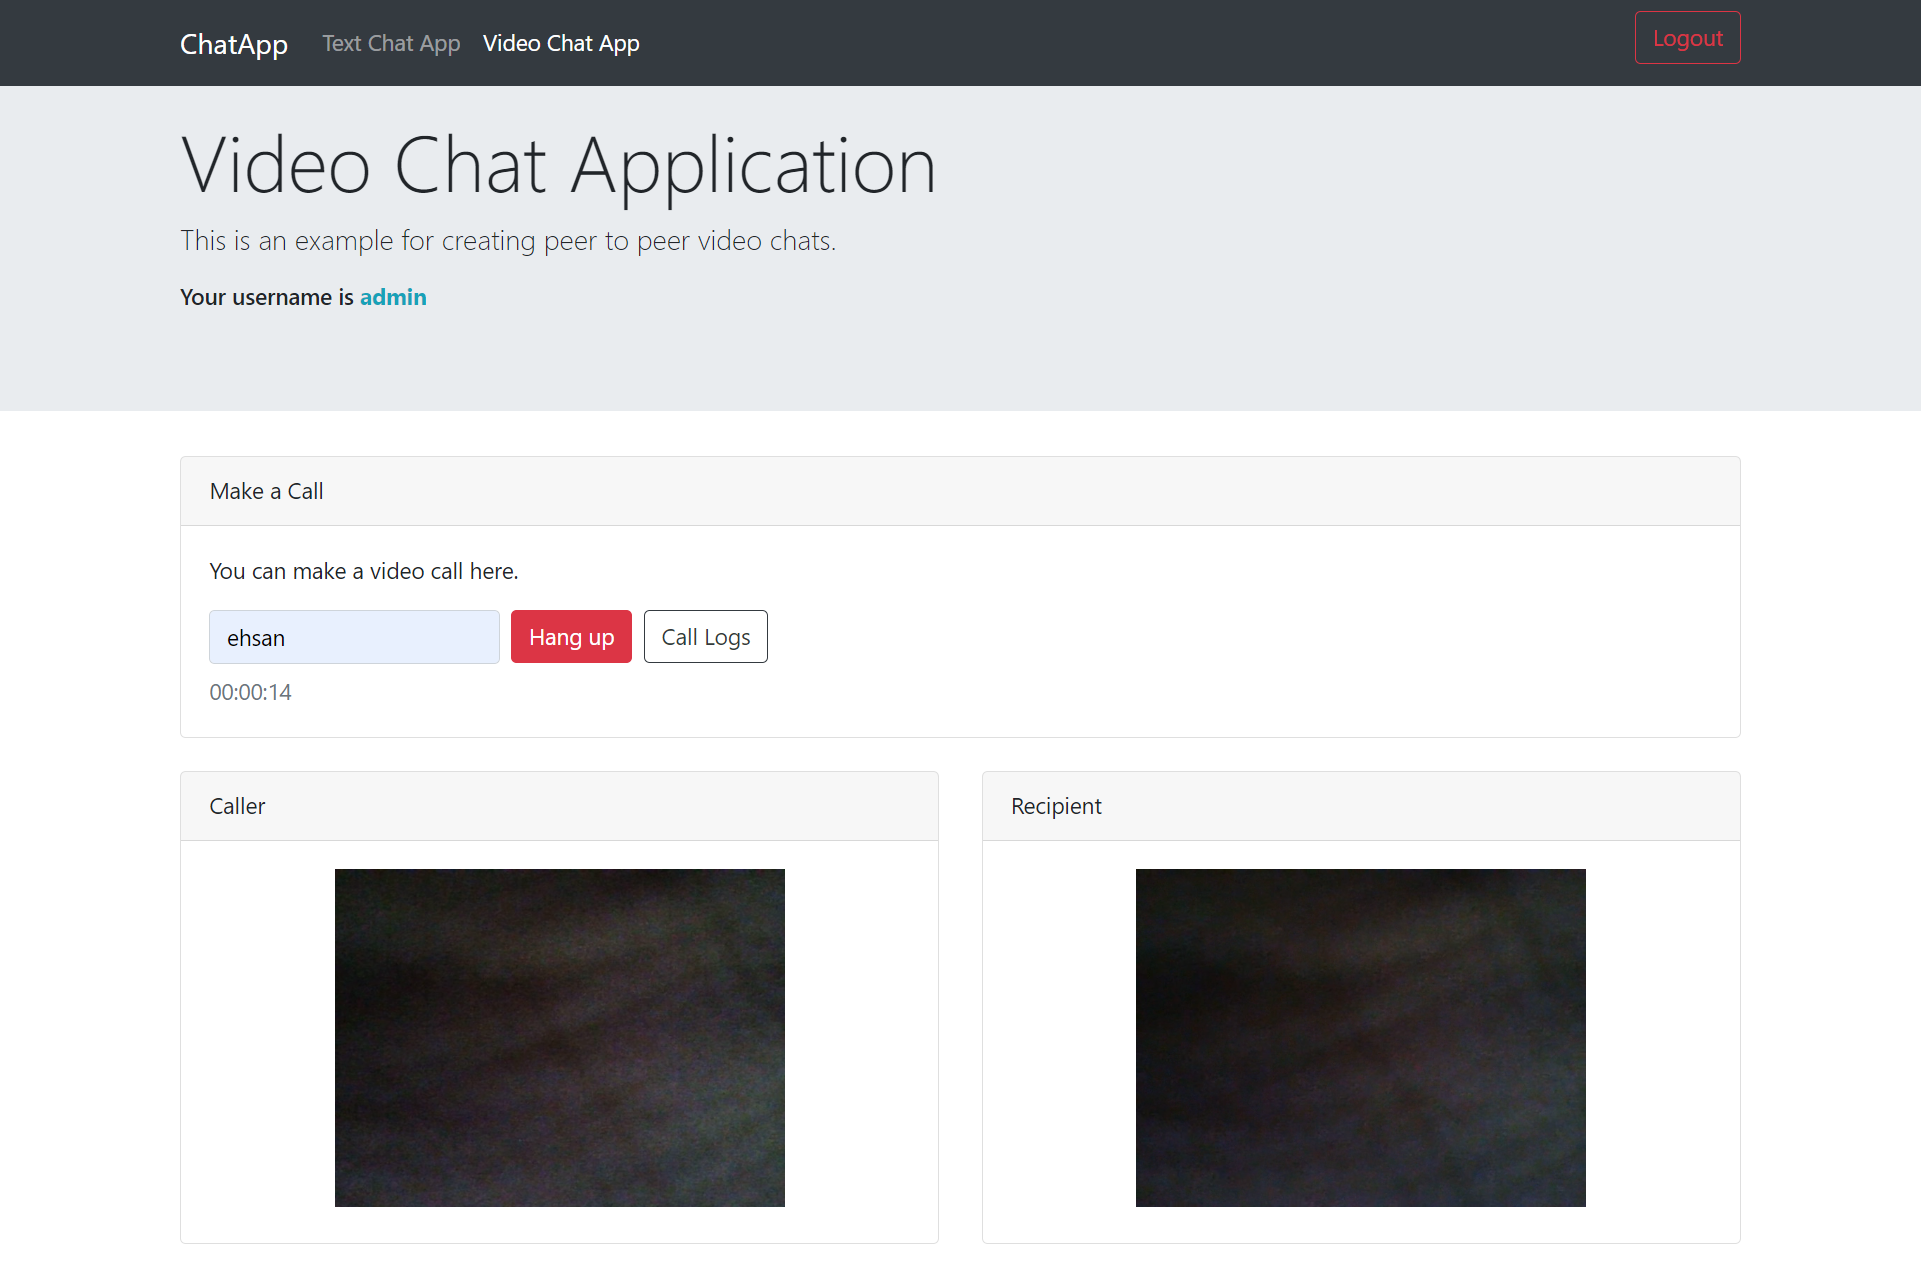 ChatApp Text Chat App Video Chat App Logout
Video Chat Application
This is an example for creating peer to peer video chats.
Your username is admin
Make a Call
You can make a video call here.
ehsan Hang up Call Logs
00:00:14
Caller
Recipient